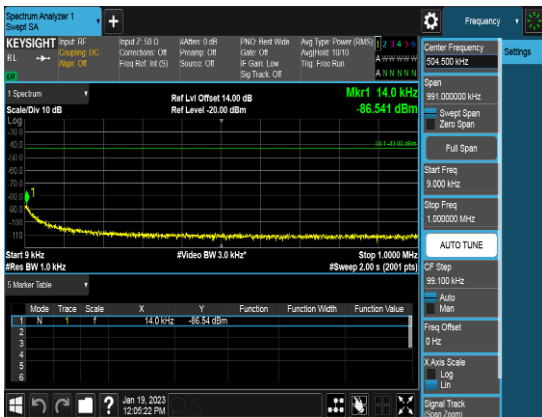 Spectrum Analyzer 1
Swept SA
Frequency
KEYSIGHT
RL
Input: RF
Coupling: DC
Align: Off
Input Z: 50 Ω
Corrections: Off
Freq Ref: Int (S)
#Atten: 0 dB
Preamp: Off
Source: Off
PNO: Best Wide
Gate: Off
IF Gain: Low
Sig Track: Off
Avg Type: Power (RMS)
Avg|Hold: 10/10
Trig: Free Run
1 2 3 4 5 6
A W W W W W
A N N N N N
1 Spectrum
Scale/Div 10 dB
Ref Lvl Offset 14.00 dB
Ref Level -20.00 dBm
Mkr1 14.0 kHz
-86.541 dBm
Log
-30.0
-40.0
-50.0
-60.0
-70.0
-80.0
-90.0
-100
-110
DL1 -43.00 dBm
1
Start 9 kHz
#Res BW 1.0 kHz
#Video BW 3.0 kHz*
Stop 1.0000 MHz
#Sweep 2.00 s (2001 pts)
5 Marker Table
Mode Trace Scale X Y Function Function Width Function Value
1 N 1 f 14.0 kHz -86.54 dBm
2
3
4
5
6
Jan 19, 2023
12:05:22 PM
Center Frequency
504.500 kHz
Settings
Span
991.000000 kHz
Swept Span
Zero Span
Full Span
Start Freq
9.000 kHz
Stop Freq
1.000000 MHz
AUTO TUNE
CF Step
99.100 kHz
Auto
Man
Freq Offset
0 Hz
X Axis Scale
Log
Lin
Signal Track
(Span Zoom)